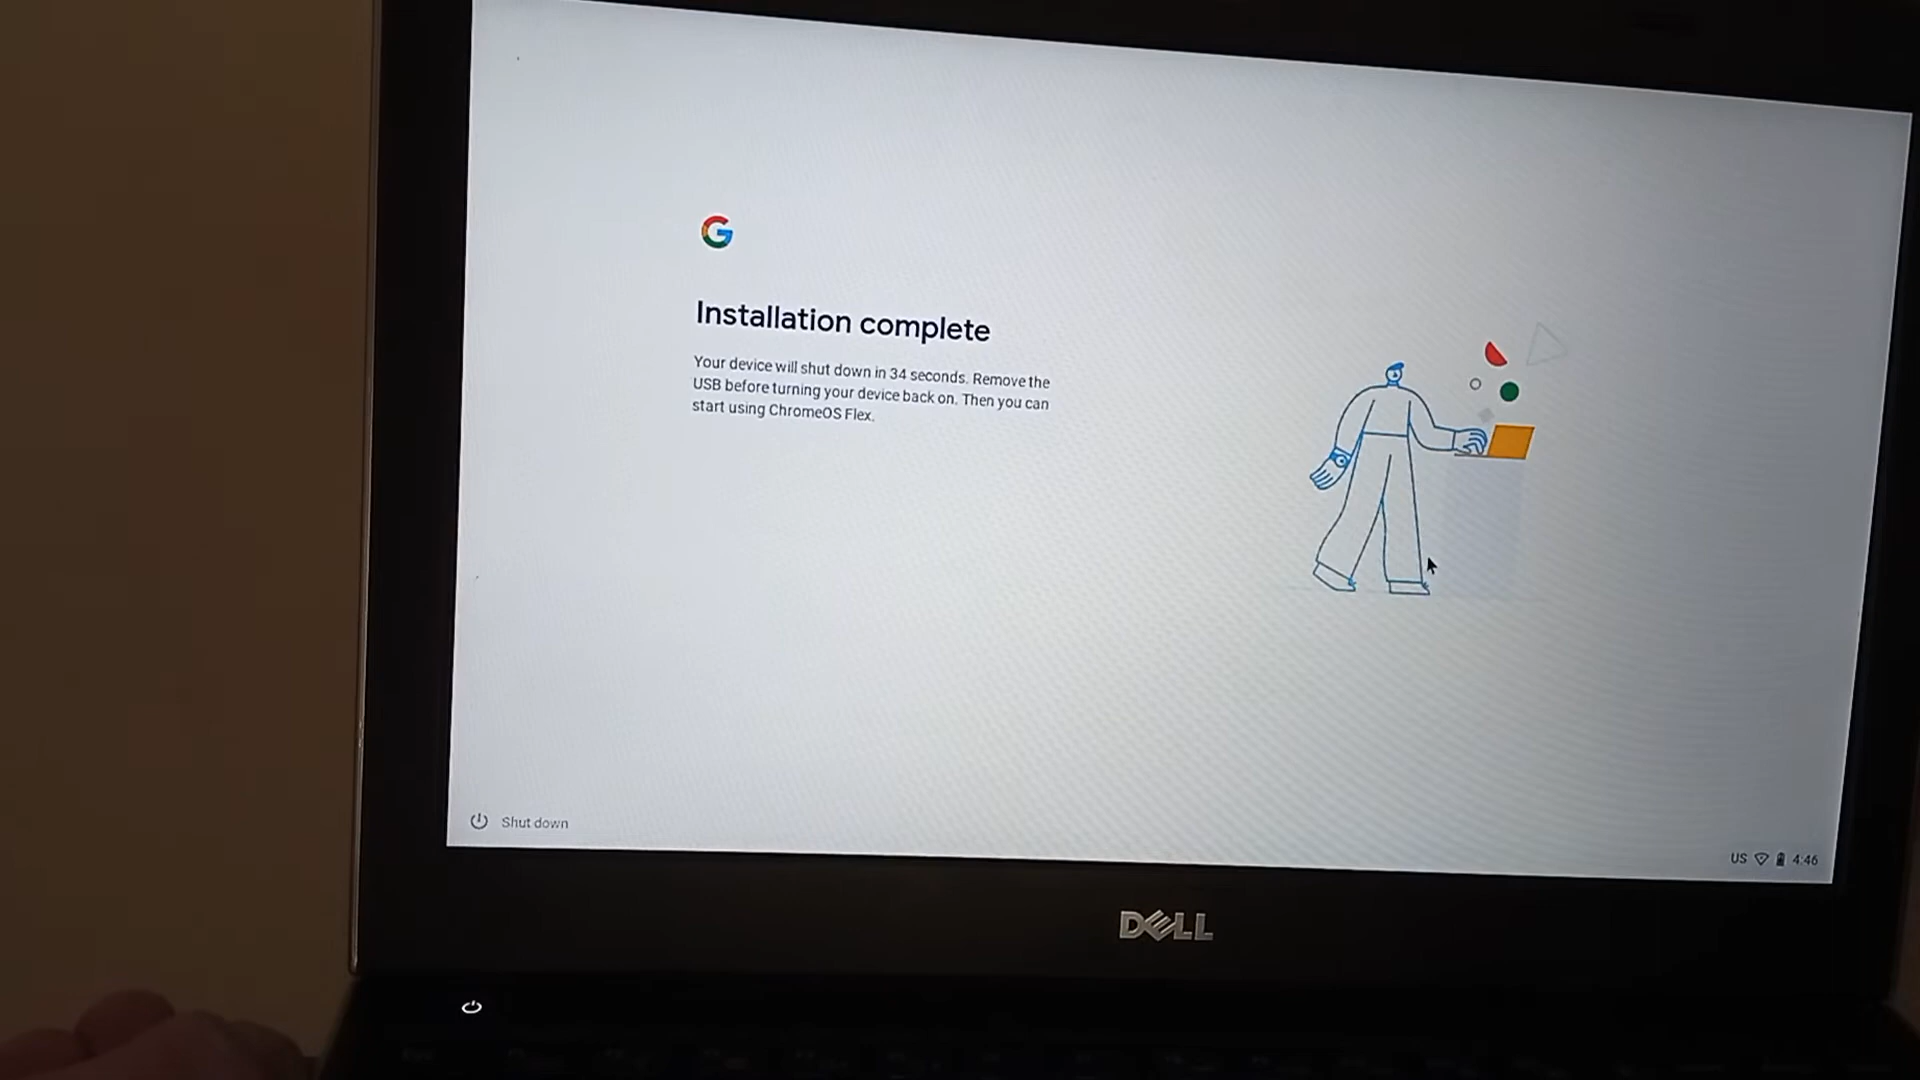 Installation complete
Your device will shut down in 34 seconds. Remove the
USB before turning your device back on. Then you can
start using ChromeOS Flex.
Shut down
US 4:46
DELL